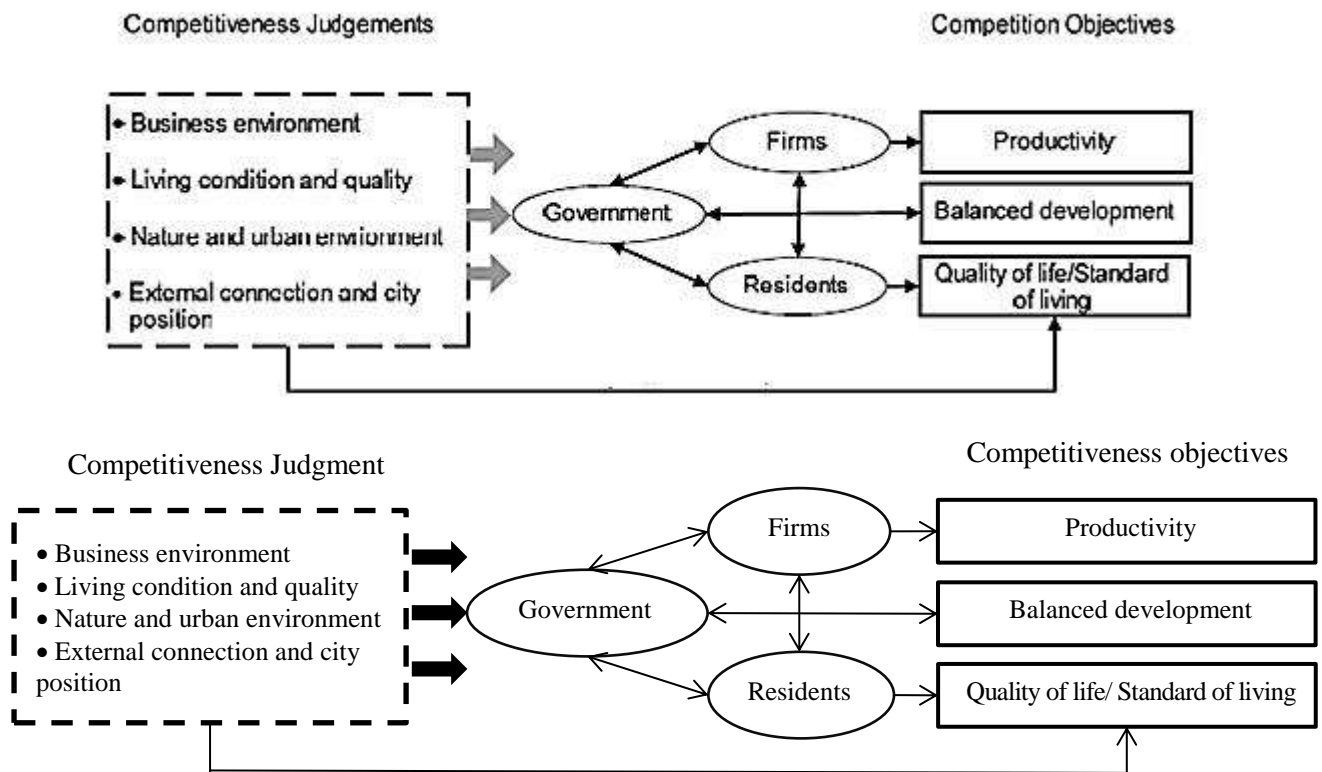 Competitiveness Judgements
Competition Objectives
• Business environment
• Living condition and quality
• Nature and urban environment
• External connection and city
position
Government
Firms
Residents
Productivity
Balanced development
Quality of life/Standard
of living
Competitiveness Judgment
Competitiveness objectives
• Business environment
• Living condition and quality
• Nature and urban environment
• External connection and city
position
Government
Firms
Residents
Productivity
Balanced development
Quality of life/ Standard of living